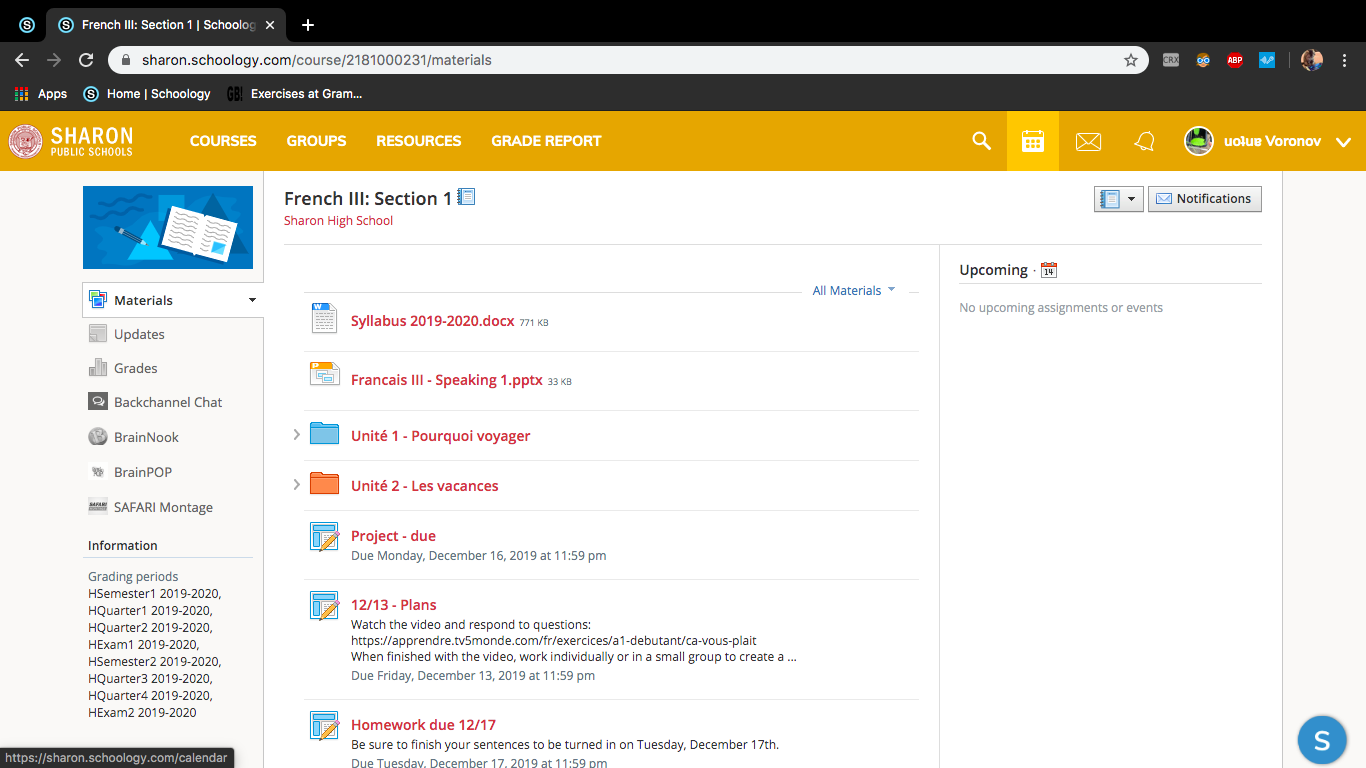 French III: Section 1 | Schoolog
sharon.schoology.com/course/2181000231/materials
CRX
ABP
Apps
Home | Schoology
GB!
Exercises at Gram...
SHARON
PUBLIC SCHOOLS
COURSES
GROUPS
RESOURCES
GRADE REPORT
uoʇuɐ Voronov
French III: Section 1
Sharon High School
Notifications
Materials
Updates
Grades
Backchannel Chat
BrainNook
BrainPOP
SAFARI Montage
Information
Grading periods
HSemester1 2019-2020,
HQuarter1 2019-2020,
HQuarter2 2019-2020,
HExam1 2019-2020,
HSemester2 2019-2020,
HQuarter3 2019-2020,
HQuarter4 2019-2020,
HExam2 2019-2020
All Materials
Syllabus 2019-2020.docx 771 KB
Francais III - Speaking 1.pptx 33 KB
Unité 1 - Pourquoi voyager
Unité 2 - Les vacances
Project - due
Due Monday, December 16, 2019 at 11:59 pm
12/13 - Plans
Watch the video and respond to questions:
https://apprendre.tv5monde.com/fr/exercices/a1-debutant/ca-vous-plait
When finished with the video, work individually or in a small group to create a ...
Due Friday, December 13, 2019 at 11:59 pm
Homework due 12/17
Be sure to finish your sentences to be turned in on Tuesday, December 17th.
Due Tuesday, December 17, 2019 at 11:59 pm
Upcoming · 14
No upcoming assignments or events
https://sharon.schoology.com/calendar
S